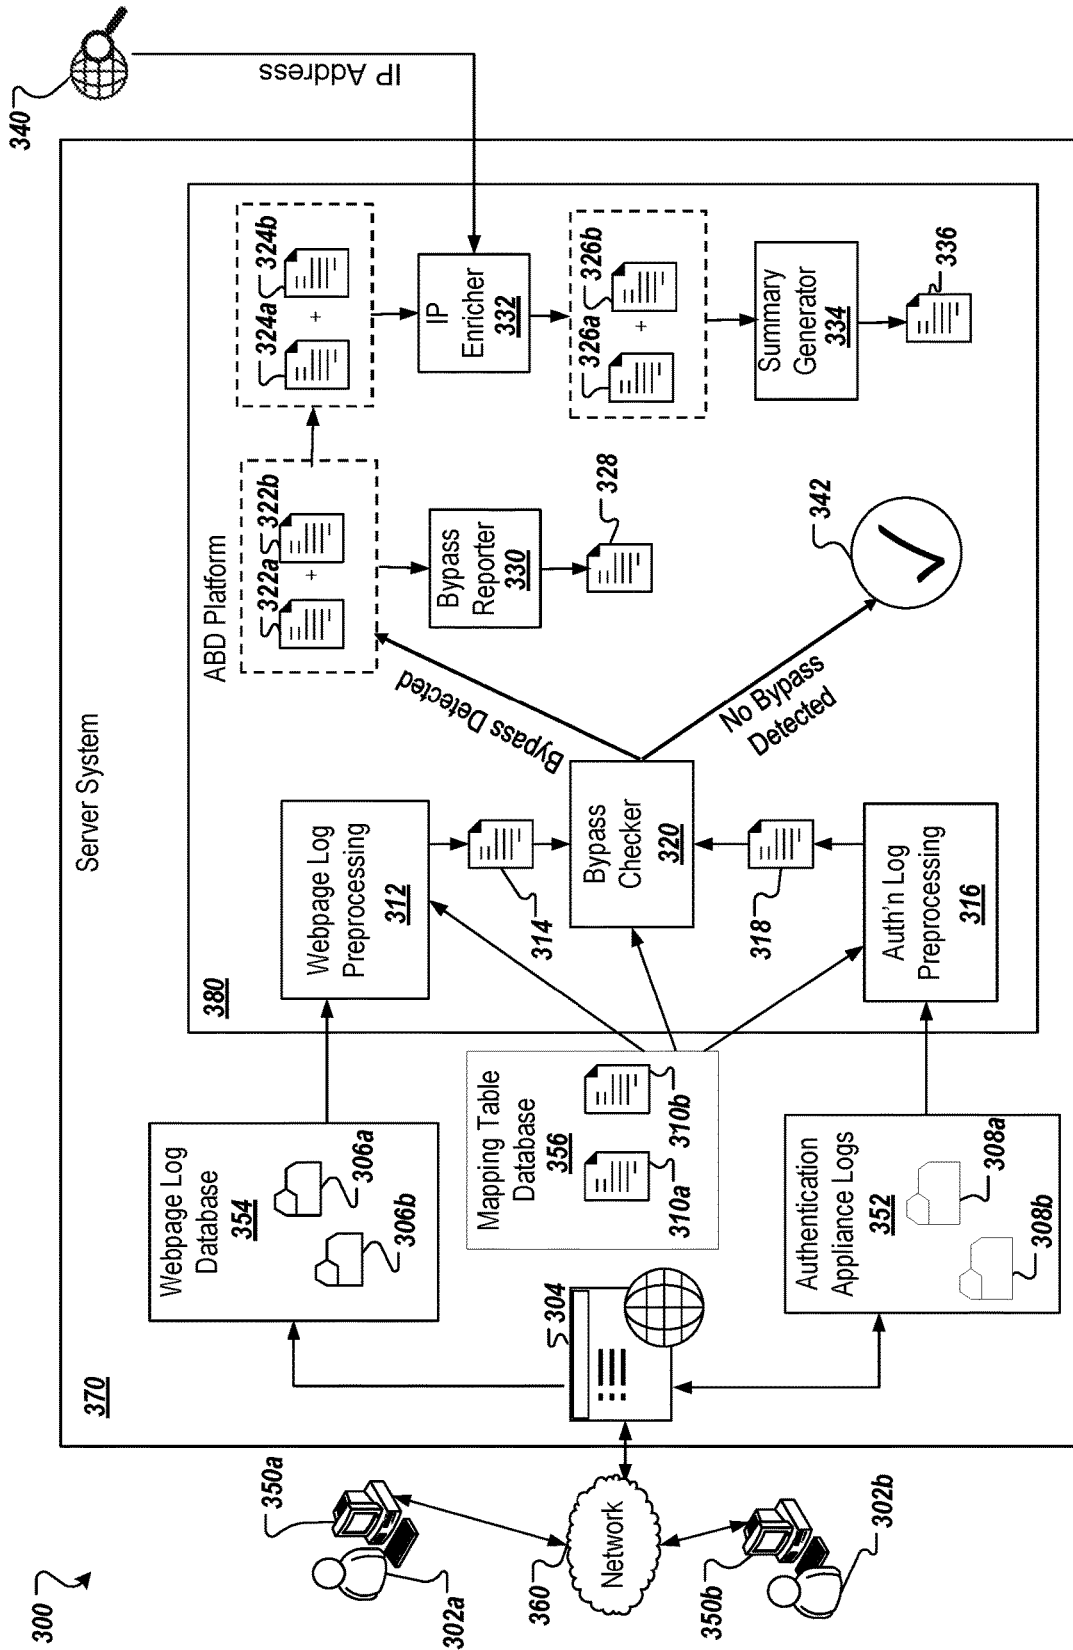 300
340
Server System
370
ABD Platform
380
IP Address
350a
302a
360
Network
350b
302b
304
Webpage Log
Database
354
306a
306b
Mapping Table
Database
356
310a
310b
Authentication
Appliance Logs
352
308a
308b
Webpage Log
Preprocessing
312
314
Bypass
Checker
320
318
Auth'n Log
Preprocessing
316
Bypass Detected
No Bypass
Detected
322a
322b
+
Bypass
Reporter
330
328
342
324a
324b
+
IP
Enricher
332
326a
326b
+
Summary
Generator
334
336